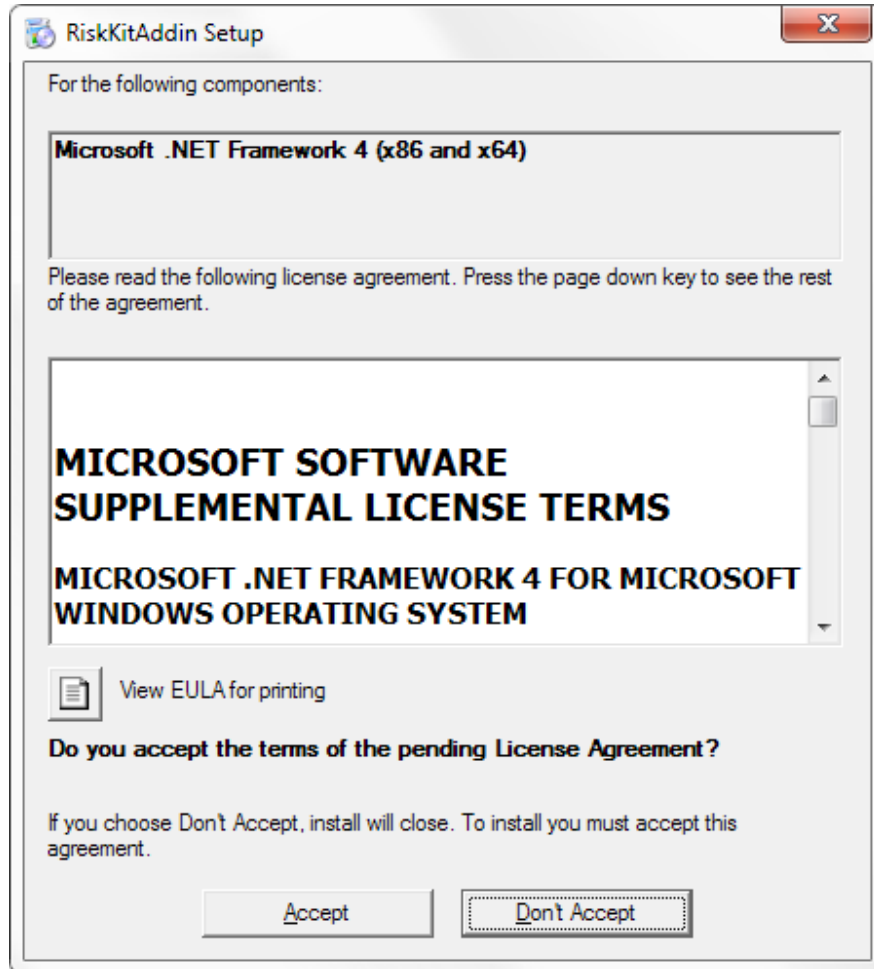 RiskKitAddin Setup
For the following components:
Microsoft .NET Framework 4 (x86 and x64)
Please read the following license agreement. Press the page down key to see the rest
of the agreement.
MICROSOFT SOFTWARE
SUPPLEMENTAL LICENSE TERMS
MICROSOFT .NET FRAMEWORK 4 FOR MICROSOFT
WINDOWS OPERATING SYSTEM
View EULA for printing
Do you accept the terms of the pending License Agreement?
If you choose Don't Accept, install will close. To install you must accept this
agreement.
Accept
Don't Accept